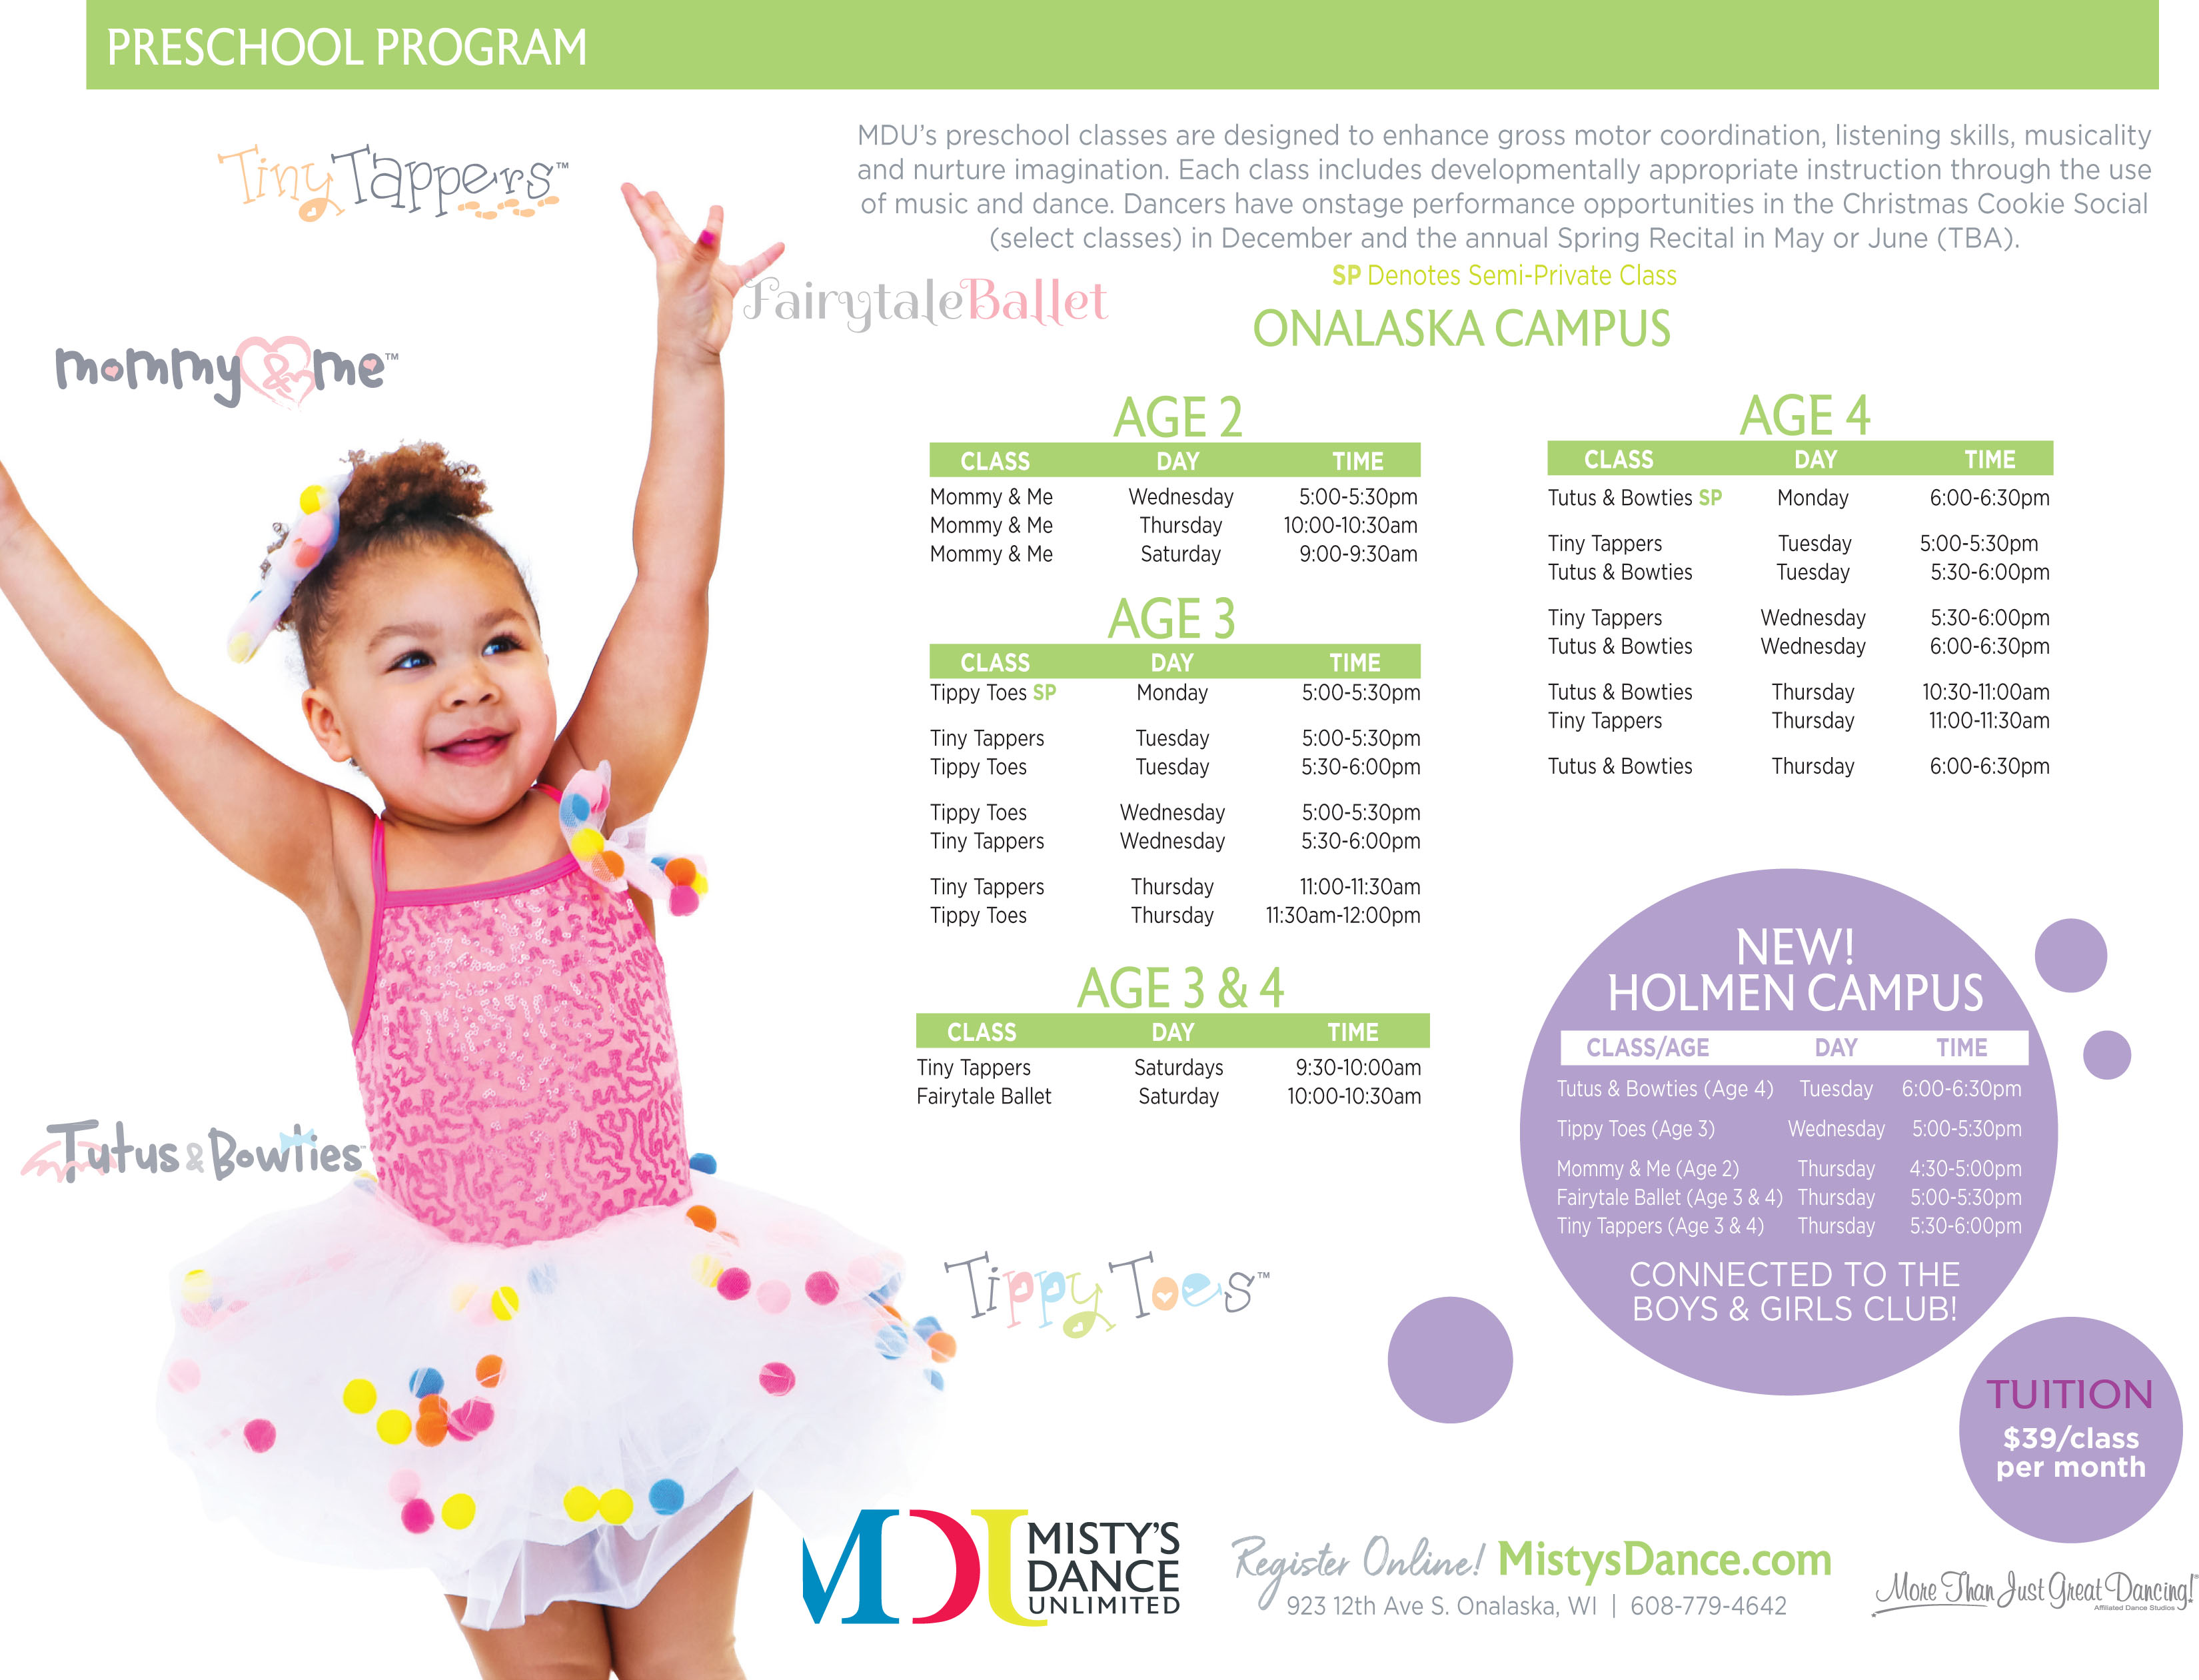 PRESCHOOL PROGRAM
Tiny Tappers™
MDU's preschool classes are designed to enhance gross motor coordination, listening skills, musicality
and nurture imagination. Each class includes developmentally appropriate instruction through the use
of music and dance. Dancers have onstage performance opportunities in the Christmas Cookie Social
(select classes) in December and the annual Spring Recital in May or June (TBA).
SP Denotes Semi-Private Class
FairytaleBallet
mommy & me™
ONALASKA CAMPUS
AGE 2
CLASS DAY TIME
Mommy & Me Wednesday 5:00-5:30pm
Mommy & Me Thursday 10:00-10:30am
Mommy & Me Saturday 9:00-9:30am
AGE 3
CLASS DAY TIME
Tippy Toes SP Monday 5:00-5:30pm
Tiny Tappers Tuesday 5:00-5:30pm
Tippy Toes Tuesday 5:30-6:00pm
Tippy Toes Wednesday 5:00-5:30pm
Tiny Tappers Wednesday 5:30-6:00pm
Tiny Tappers Thursday 11:00-11:30am
Tippy Toes Thursday 11:30am-12:00pm
AGE 3 & 4
CLASS DAY TIME
Tiny Tappers Saturdays 9:30-10:00am
Fairytale Ballet Saturday 10:00-10:30am
AGE 4
CLASS DAY TIME
Tutus & Bowties SP Monday 6:00-6:30pm
Tiny Tappers Tuesday 5:00-5:30pm
Tutus & Bowties Tuesday 5:30-6:00pm
Tiny Tappers Wednesday 5:30-6:00pm
Tutus & Bowties Wednesday 6:00-6:30pm
Tutus & Bowties Thursday 10:30-11:00am
Tiny Tappers Thursday 11:00-11:30am
Tutus & Bowties Thursday 6:00-6:30pm
NEW!
HOLMEN CAMPUS
CLASS/AGE DAY TIME
Tutus & Bowties (Age 4) Tuesday 6:00-6:30pm
Tippy Toes (Age 3) Wednesday 5:00-5:30pm
Mommy & Me (Age 2) Thursday 4:30-5:00pm
Fairytale Ballet (Age 3 & 4) Thursday 5:00-5:30pm
Tiny Tappers (Age 3 & 4) Thursday 5:30-6:00pm
CONNECTED TO THE
BOYS & GIRLS CLUB!
Tutus & Bowties™
Tippy Toes™
TUITION
$39/class
per month
MDU MISTY'S
DANCE
UNLIMITED
Register Online! MistysDance.com
923 12th Ave S. Onalaska, WI | 608-779-4642
More Than Just Great Dancing!®
Affiliated Dance Studios